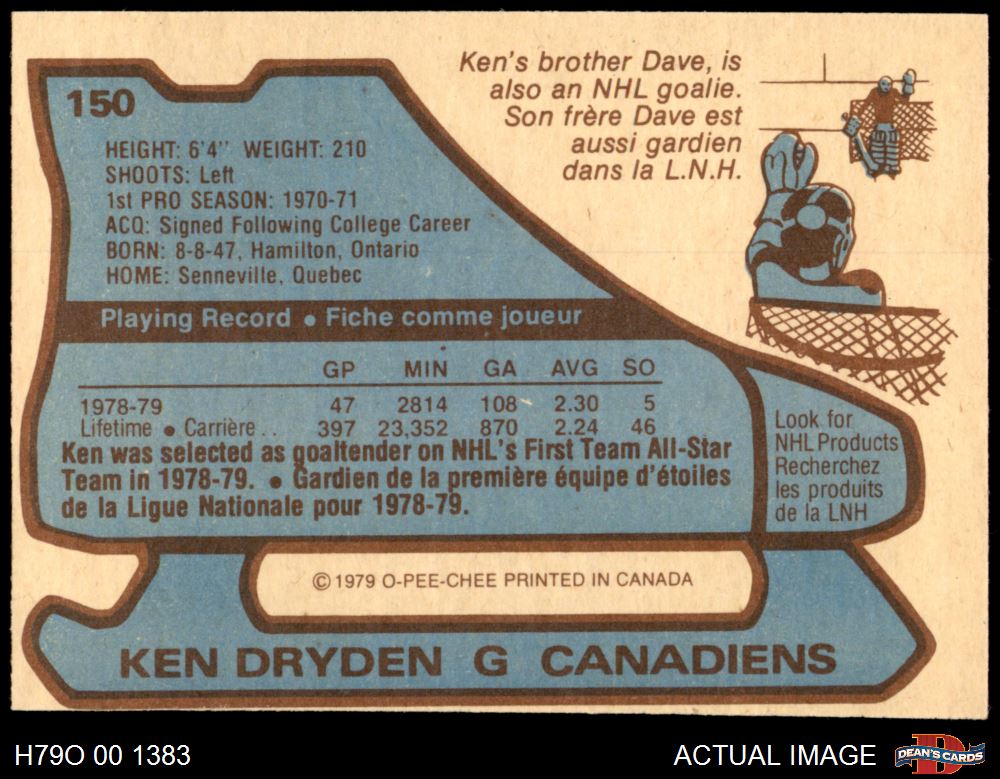 150
Ken's brother Dave, is
also an NHL goalie.
Son frère Dave est
aussi gardien
dans la L.N.H.
HEIGHT: 6'4" WEIGHT: 210
SHOOTS: Left
1st PRO SEASON: 1970-71
ACQ: Signed Following College Career
BORN: 8-8-47, Hamilton, Ontario
HOME: Senneville, Quebec
Playing Record • Fiche comme joueur
GP MIN GA AVG SO
1978-79 47 2814 108 2.30 5
Lifetime • Carrière . . 397 23,352 870 2.24 46
Ken was selected as goaltender on NHL's First Team All-Star
Team in 1978-79. • Gardien de la première équipe d'étoiles
de la Ligue Nationale pour 1978-79.
Look for
NHL Products
Recherchez
les produits
de la LNH
© 1979 O-PEE-CHEE PRINTED IN CANADA
KEN DRYDEN G CANADIENS
H79O 00 1383
ACTUAL IMAGE
D
DEAN'S CARDS